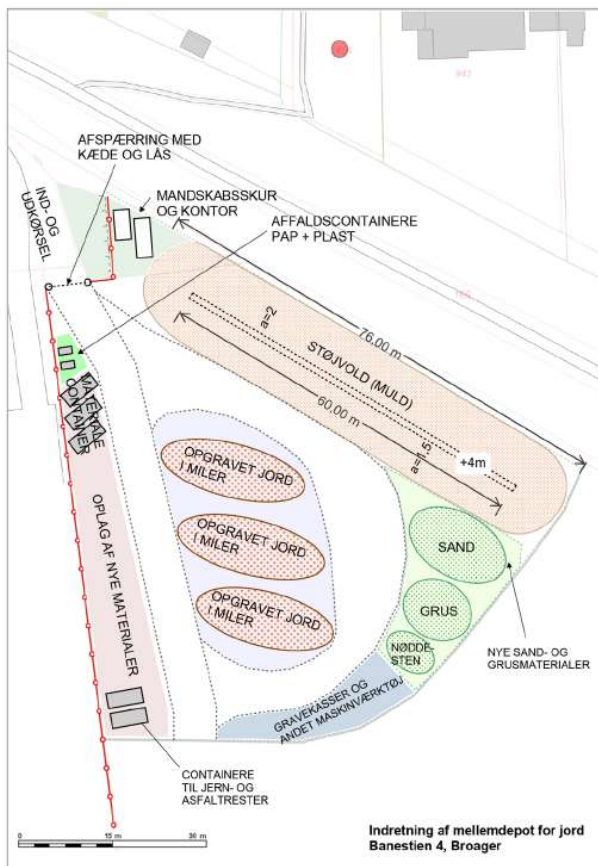 AFSPÆRRING MED
KÆDE OG LÅS
IND- OG
UDKØRSEL
MANDSKABSSKUR
OG KONTOR
AFFALDSCONTAINERE
PAP + PLAST
76,00 m
a=2
STØJVOLD (MULD)
60,00 m
a=1.5
+4m
MATERIALE
CONTAINER
OPGRAVET JORD
I MILER
OPGRAVET JORD
I MILER
OPGRAVET JORD
I MILER
OPLAG AF NYE MATERIALER
SAND
GRUS
NØDDE-
STEN
NYE SAND- OG
GRUSMATERIALER
GRAVEKASSER OG
ANDET MASKINVÆRKTØJ
CONTAINERE
TIL JERN- OG
ASFALTRESTER
0
15 m
30 m
Indretning af mellemdepot for jord
Banestien 4, Broager